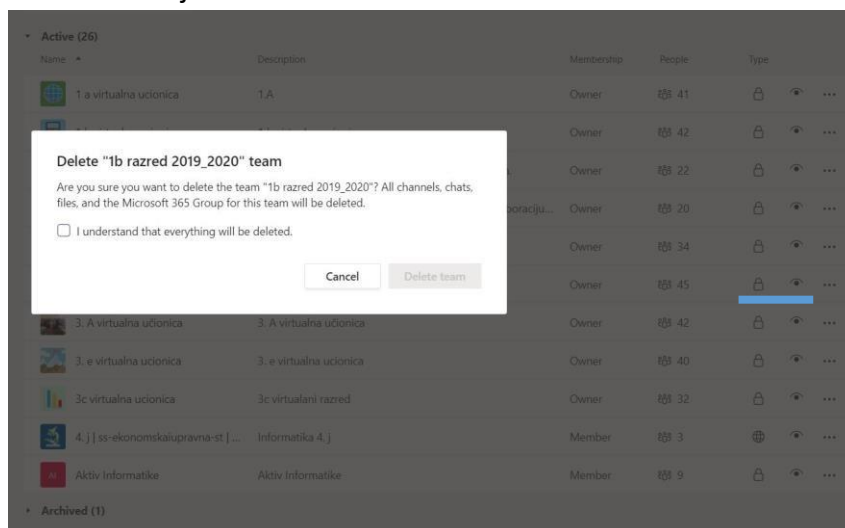 Active (26)
Name Description Membership People Type
1 a virtualna ucionica 1.A Owner 41
Owner 42
Delete "1b razred 2019_2020" team
Are you sure you want to delete the team "1b razred 2019_2020"? All channels, chats,
Owner 22
files, and the Microsoft 365 Group for this team will be deleted.
boraciju... Owner 20
I understand that everything will be deleted.
Owner 34
Cancel Delete team
Owner 45
3. A virtualna učionica 3. A virtualna učionica Owner 42
3. e virtualna ucionica 3. e virtualna ucionica Owner 40
3c virtualna ucionica 3c virtualani razred Owner 32
4. j | ss-ekonomskaiupravna-st | ... Informatika 4. j Member 3
AI Aktiv Informatike Aktiv Informatike Member 9
Archived (1)